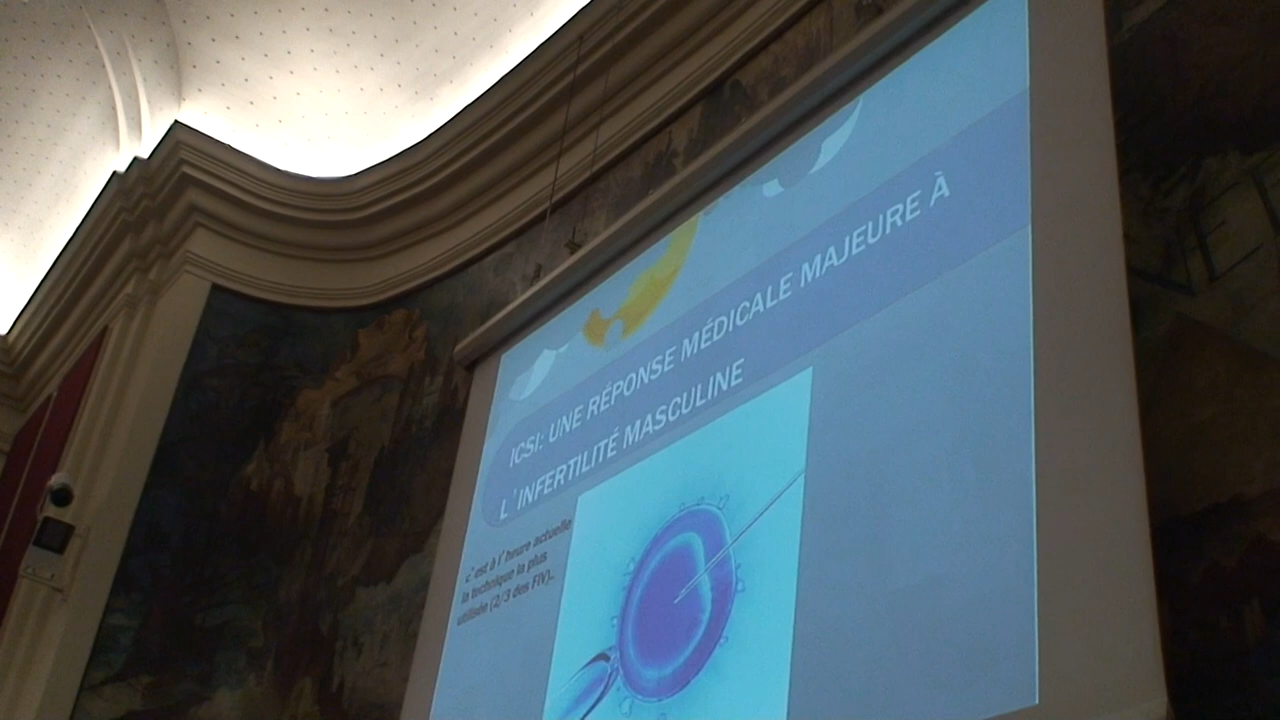 ICSI: UNE RÉPONSE MÉDICALE MAJEURE À
L'INFERTILITÉ MASCULINE
c'est à l'heure actuelle
la technique la plus
utilisée (2/3 des FIV).